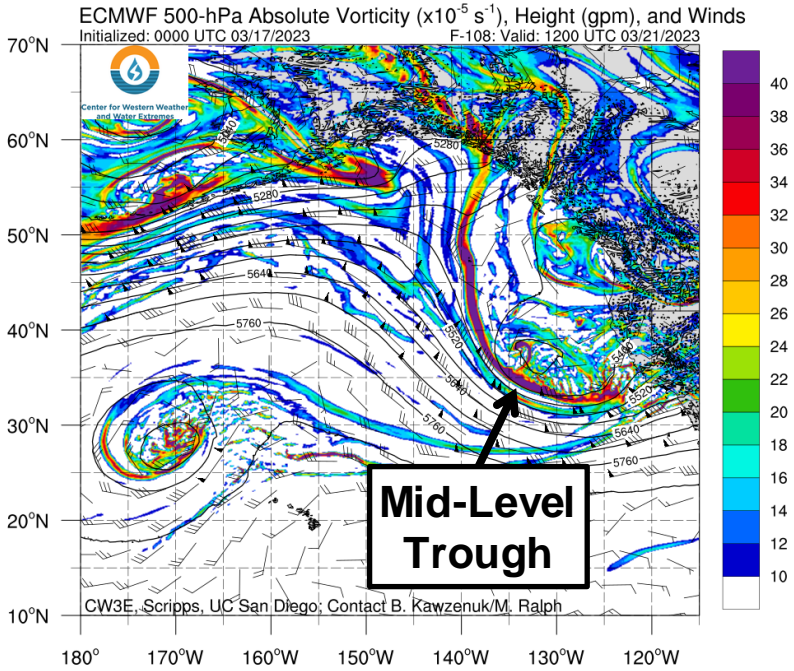 ECMWF 500-hPa Absolute Vorticity (x10⁻⁵ s⁻¹), Height (gpm), and Winds
Initialized: 0000 UTC 03/17/2023 F-108: Valid: 1200 UTC 03/21/2023
Center for Western Weather
and Water Extremes
70°N
60°N
50°N
40°N
30°N
20°N
10°N
5040
5280
5280
5640
5760
5520
5640
5760
5400
5520
5640
5760
Mid-Level
Trough
CW3E, Scripps, UC San Diego; Contact B. Kawzenuk/M. Ralph
180°
170°W
160°W
150°W
140°W
130°W
120°W
40
38
36
34
32
30
28
26
24
22
20
18
16
14
12
10